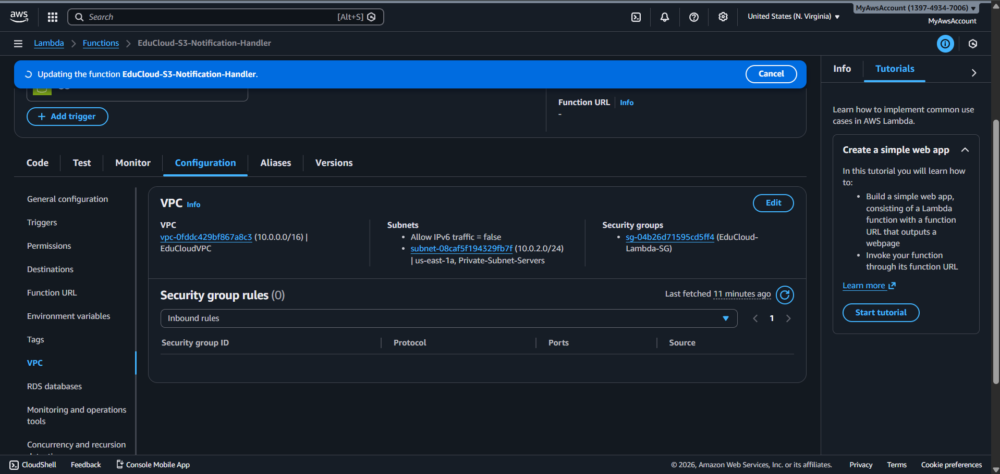 aws
Search
[Alt+S]
United States (N. Virginia)
MyAwsAccount (1397-4934-7006)
MyAwsAccount
Lambda
Functions
EduCloud-S3-Notification-Handler
Updating the function EduCloud-S3-Notification-Handler.
Cancel
+ Add trigger
Function URL
Info
-
Code
Test
Monitor
Configuration
Aliases
Versions
General configuration
Triggers
Permissions
Destinations
Function URL
Environment variables
Tags
VPC
RDS databases
Monitoring and operations
tools
Concurrency and recursion
VPC Info
Edit
VPC
vpc-0fddc429bf867a8c3 (10.0.0.0/16) |
EduCloudVPC
Subnets
• Allow IPv6 traffic = false
• subnet-08caf5f194329fb7f (10.0.2.0/24)
| us-east-1a, Private-Subnet-Servers
Security groups
• sg-04b26d71595cd5ff4 (EduCloud-
Lambda-SG)
Security group rules (0)
Last fetched 11 minutes ago
Inbound rules
1
Security group ID
Protocol
Ports
Source
Info
Tutorials
Learn how to implement common use
cases in AWS Lambda.
Create a simple web app
In this tutorial you will learn how
to:
• Build a simple web app,
consisting of a Lambda
function with a function
URL that outputs a
webpage
• Invoke your function
through its function URL
Learn more
Start tutorial
CloudShell
Feedback
Console Mobile App
© 2026, Amazon Web Services, Inc. or its affiliates.
Privacy
Terms
Cookie preferences